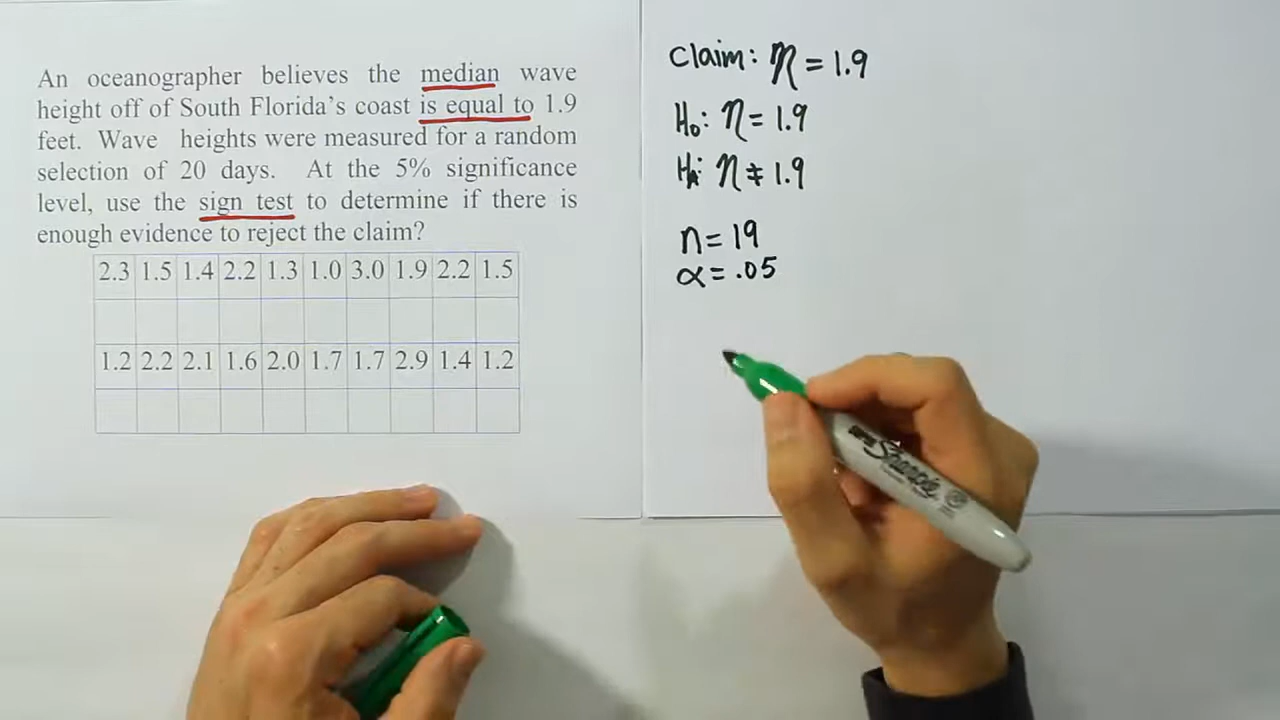 An oceanographer believes the median wave
height off of South Florida's coast is equal to 1.9
feet. Wave heights were measured for a random
selection of 20 days. At the 5% significance
level, use the sign test to determine if there is
enough evidence to reject the claim?
2.3 1.5 1.4 2.2 1.3 1.0 3.0 1.9 2.2 1.5
1.2 2.2 2.1 1.6 2.0 1.7 1.7 2.9 1.4 1.2
Claim: η = 1.9
H₀: η = 1.9
Hₐ: η ≠ 1.9
n = 19
α = .05
Sharpie